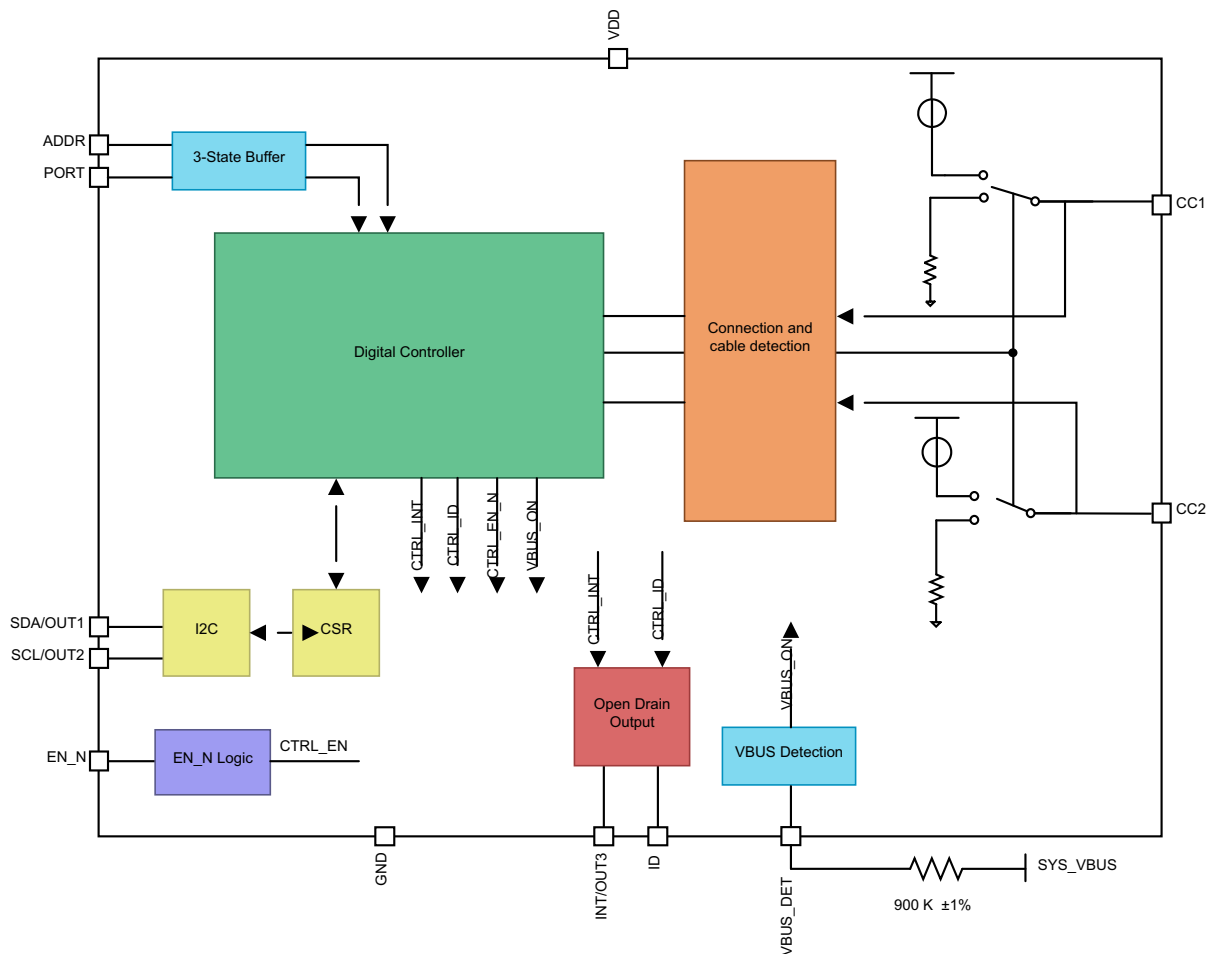 VDD
ADDR
PORT
3-State Buffer
CC1
Connection and
cable detection
Digital Controller
CTRL_INT
CTRL_ID
CTRL_EN_N
VBUS_ON
CC2
CTRL_INT
CTRL_ID
SDA/OUT1
SCL/OUT2
I2C
CSR
VBUS_ON
Open Drain
Output
EN_N
EN_N Logic
CTRL_EN
VBUS Detection
GND
INT/OUT3
ID
VBUS_DET
SYS_VBUS
900 K ±1%